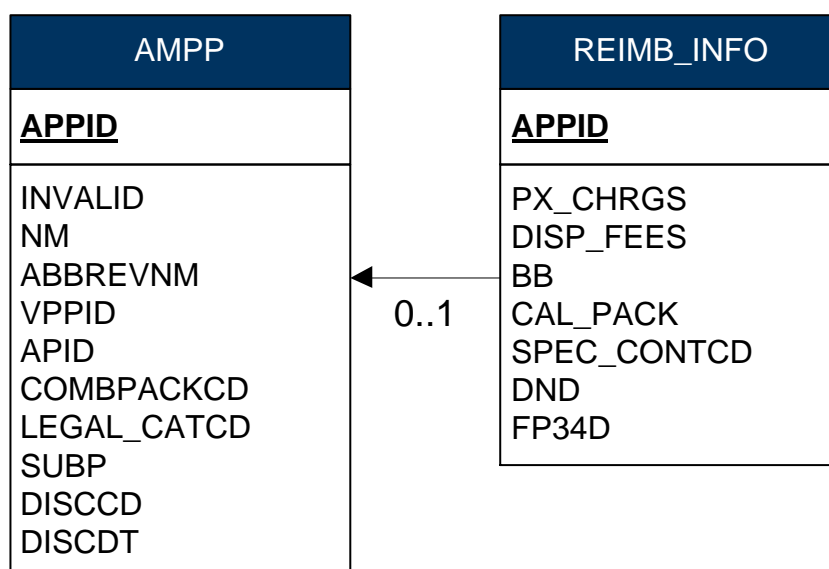 AMPP
APPID
INVALID
NM
ABBREVNM
VPPID
APID
COMBPACKCD
LEGAL_CATCD
SUBP
DISCCD
DISCDT
0..1
REIMB_INFO
APPID
PX_CHRGS
DISP_FEES
BB
CAL_PACK
SPEC_CONTCD
DND
FP34D